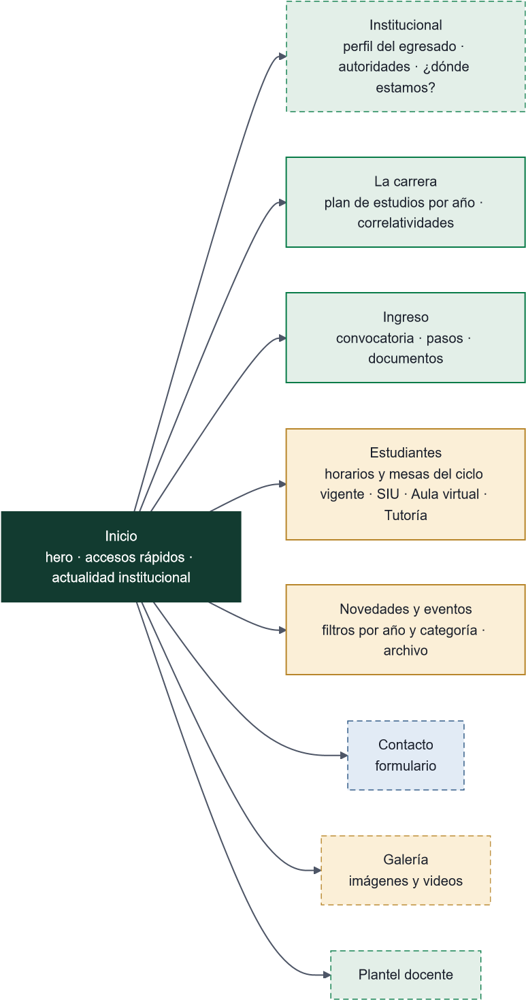 Institucional
perfil del egresado ·
autoridades · ¿dónde
estamos?
La carrera
plan de estudios por año ·
correlatividades
Ingreso
convocatoria · pasos ·
documentos
Estudiantes
horarios y mesas del ciclo
vigente · SIU · Aula virtual ·
Tutoría
Inicio
hero · accesos rápidos ·
actualidad institucional
Novedades y eventos
filtros por año y categoría ·
archivo
Contacto
formulario
Galería
imágenes y videos
Plantel docente